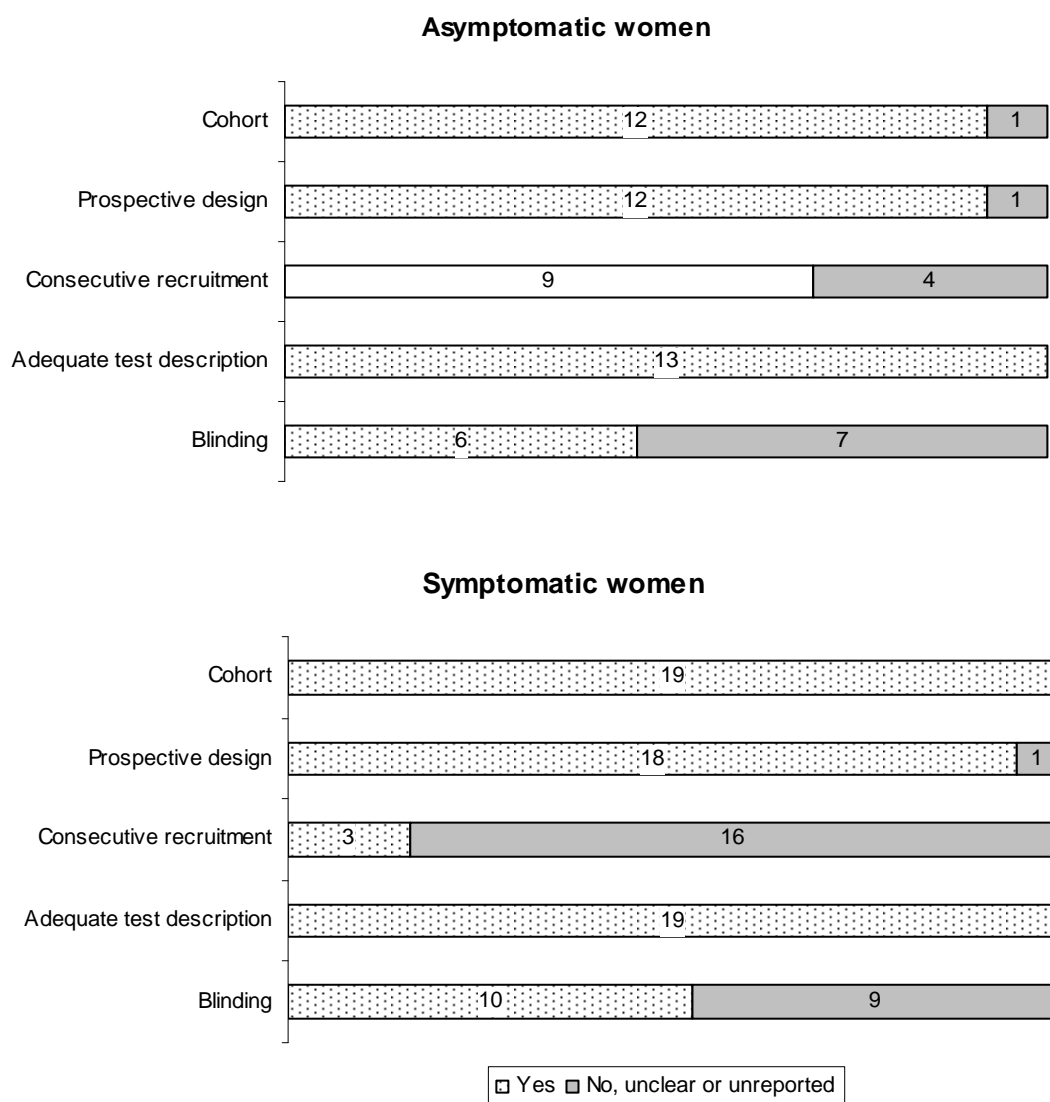 Asymptomatic women
Cohort 12 1
Prospective design 12 1
Consecutive recruitment 9 4
Adequate test description 13
Blinding 6 7
Symptomatic women
Cohort 19
Prospective design 18 1
Consecutive recruitment 3 16
Adequate test description 19
Blinding 10 9
Yes No, unclear or unreported